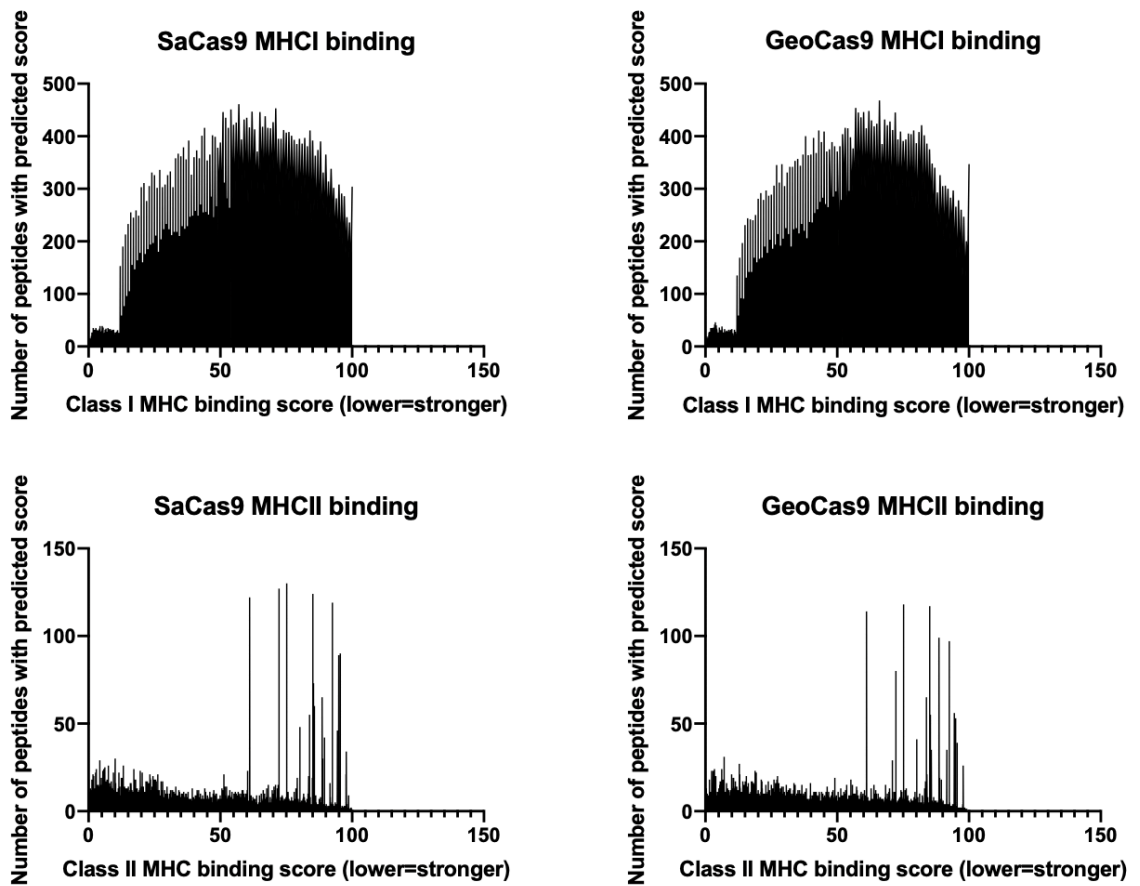 SaCas9 MHCI binding
Number of peptides with predicted score
500
400
300
200
100
0
0 50 100 150
Class I MHC binding score (lower=stronger)
GeoCas9 MHCI binding
Number of peptides with predicted score
500
400
300
200
100
0
0 50 100 150
Class I MHC binding score (lower=stronger)
SaCas9 MHCII binding
Number of peptides with predicted score
150
100
50
0
0 50 100 150
Class II MHC binding score (lower=stronger)
GeoCas9 MHCII binding
Number of peptides with predicted score
150
100
50
0
0 50 100 150
Class II MHC binding score (lower=stronger)